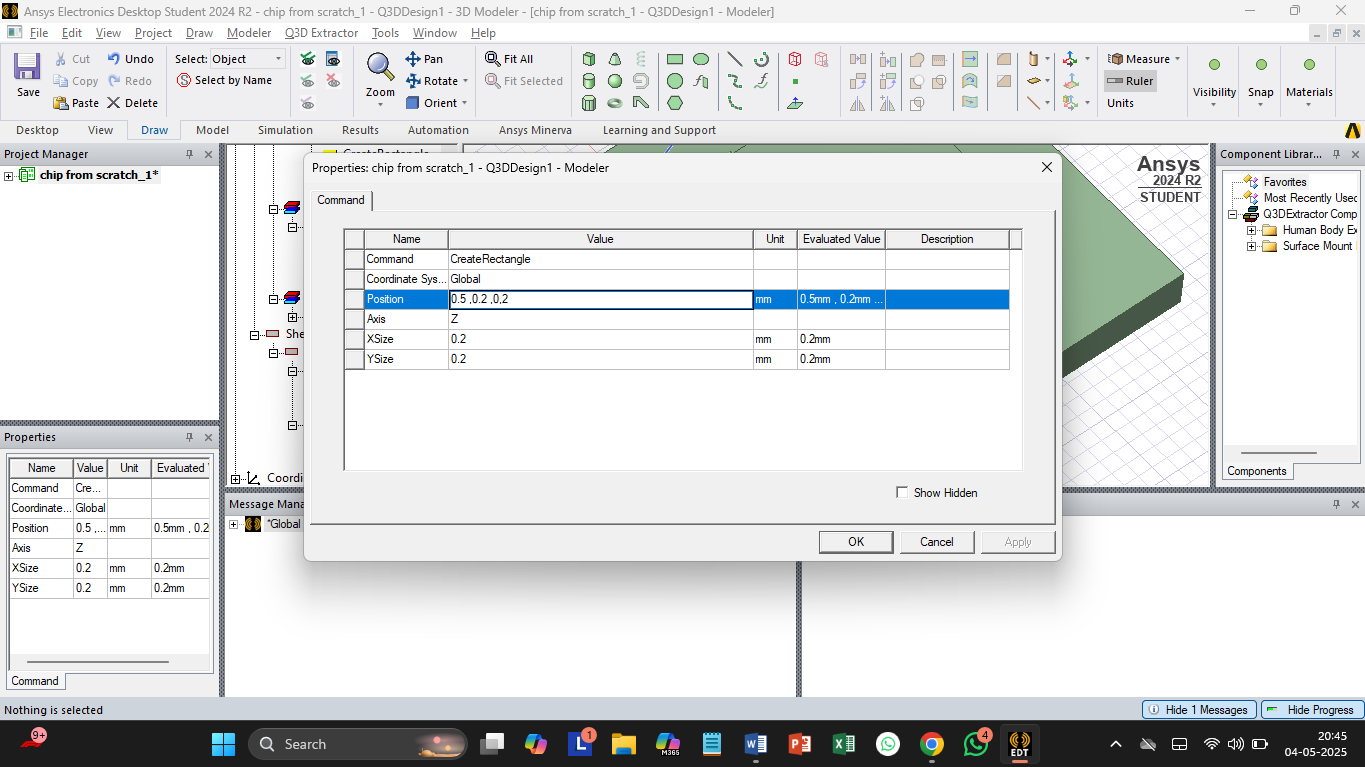 Ansys Electronics Desktop Student 2024 R2 - chip from scratch_1 - Q3DDesign1 - 3D Modeler - [chip from scratch_1 - Q3DDesign1 - Modeler]
File Edit View Project Draw Modeler Q3D Extractor Tools Window Help
Save
Cut
Copy
Paste
Undo
Redo
Delete
Select: Object
Select by Name
Zoom
Pan
Rotate
Orient
Fit All
Fit Selected
Measure
Ruler
Units
Visibility
Snap
Materials
Desktop View Draw Model Simulation Results Automation Ansys Minerva Learning and Support
Project Manager
chip from scratch_1*
CreateRectangle
She
Coordi
Properties: chip from scratch_1 - Q3DDesign1 - Modeler
Command
Name Value Unit Evaluated Value Description
Command CreateRectangle
Coordinate Sys... Global
Position 0.5 ,0.2 ,0,2 mm 0.5mm , 0.2mm ...
Axis Z
XSize 0.2 mm 0.2mm
YSize 0.2 mm 0.2mm
Show Hidden
OK Cancel Apply
Ansys
2024 R2
STUDENT
Component Librar...
Favorites
Most Recently Used
Q3DExtractor Comp
Human Body Ex
Surface Mount
Components
Properties
Name Value Unit Evaluated
Command Cre...
Coordinate... Global
Position 0.5 ,... mm 0.5mm , 0.2
Axis Z
XSize 0.2 mm 0.2mm
YSize 0.2 mm 0.2mm
Command
Message Mana
*Global
Nothing is selected
Hide 1 Messages
Hide Progress
9+
Search
1
M365
4
EDT
20:45
04-05-2025